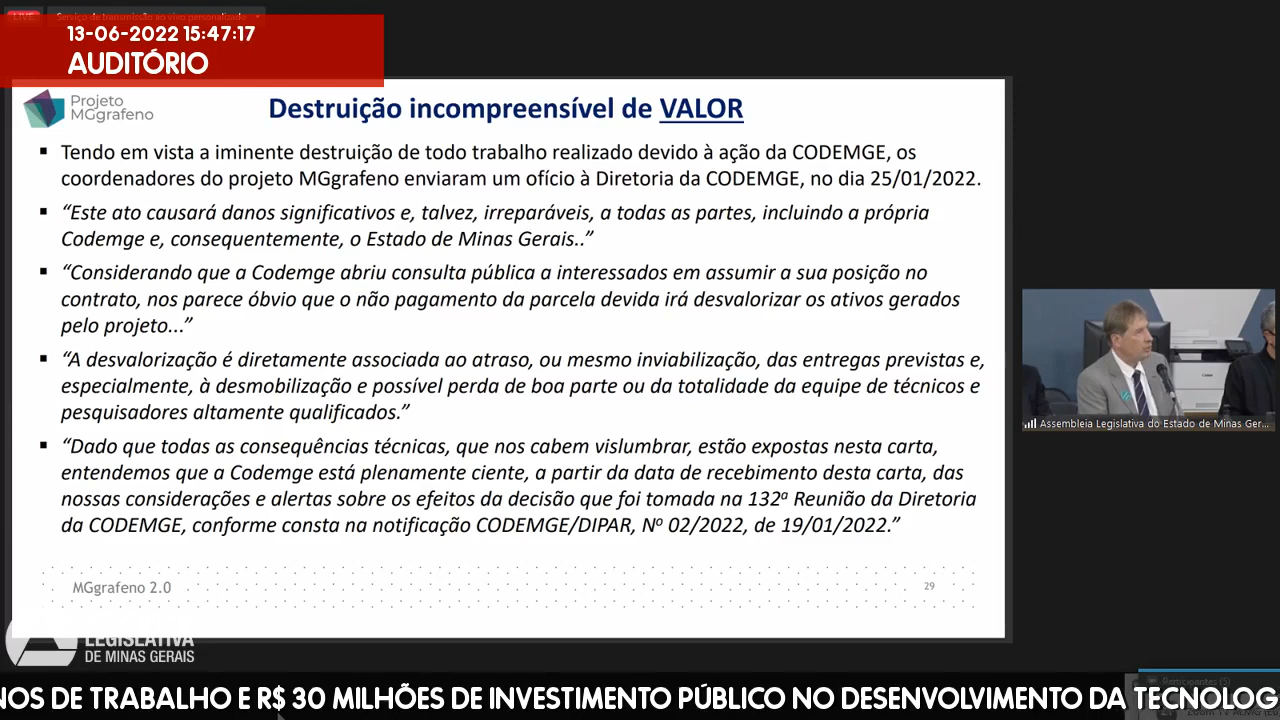 LIVE
Serviço de transmissão ao vivo personalizado
13-06-2022 15:47:17
AUDITÓRIO
Projeto
MGgrafeno
Destruição incompreensível de VALOR
▪ Tendo em vista a iminente destruição de todo trabalho realizado devido à ação da CODEMGE, os
coordenadores do projeto MGgrafeno enviaram um ofício à Diretoria da CODEMGE, no dia 25/01/2022.
▪ “Este ato causará danos significativos e, talvez, irreparáveis, a todas as partes, incluindo a própria
Codemge e, consequentemente, o Estado de Minas Gerais..”
▪ “Considerando que a Codemge abriu consulta pública a interessados em assumir a sua posição no
contrato, nos parece óbvio que o não pagamento da parcela devida irá desvalorizar os ativos gerados
pelo projeto...”
▪ “A desvalorização é diretamente associada ao atraso, ou mesmo inviabilização, das entregas previstas e,
especialmente, à desmobilização e possível perda de boa parte ou da totalidade da equipe de técnicos e
pesquisadores altamente qualificados.”
▪ “Dado que todas as consequências técnicas, que nos cabem vislumbrar, estão expostas nesta carta,
entendemos que a Codemge está plenamente ciente, a partir da data de recebimento desta carta, das
nossas considerações e alertas sobre os efeitos da decisão que foi tomada na 132ª Reunião da Diretoria
da CODEMGE, conforme consta na notificação CODEMGE/DIPAR, Nº 02/2022, de 19/01/2022.”
MGgrafeno 2.0
29
Assembleia Legislativa do Estado de Minas Ger...
LEGISLATIVA
DE MINAS GERAIS
Participantes (5)
NOS DE TRABALHO E R$ 30 MILHÕES DE INVESTIMENTO PÚBLICO NO DESENVOLVIMENTO DA TECNOLOG